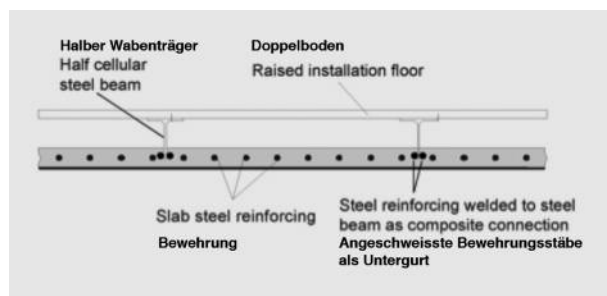 Halber Wabenträger
Half cellular
steel beam
Doppelboden
Raised installation floor
Slab steel reinforcing
Bewehrung
Steel reinforcing welded to steel
beam as composite connection
Angeschweisste Bewehrungsstäbe
als Untergurt